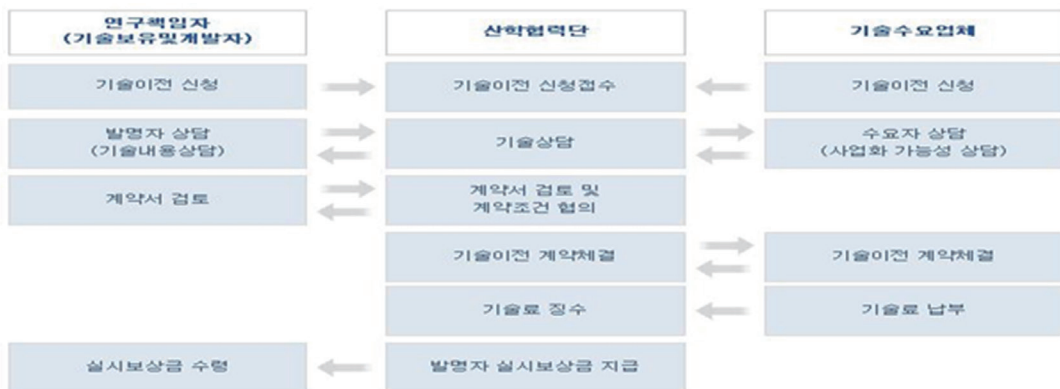 연구책임자
(기술보유및개발자)
산학협력단
기술수요업체
기술이전 신청
기술이전 신청접수
기술이전 신청
발명자 상담
(기술내용상담)
기술상담
수요자 상담
(사업화 가능성 상담)
계약서 검토
계약서 검토 및
계약조건 협의
기술이전 계약체결
기술이전 계약체결
기술료 징수
기술료 납부
실시보상금 수령
발명자 실시보상금 지급